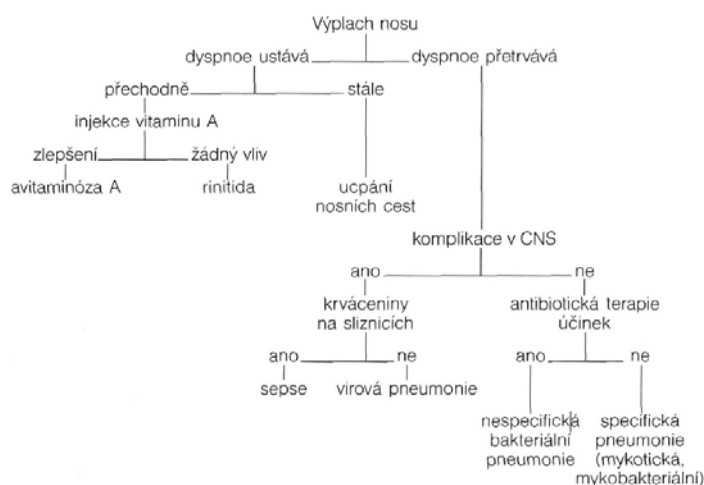 Výplach nosu
dyspnoe ustává dyspnoe přetrvává
přechodně stále
injekce vitaminu A
zlepšení žádný vliv
avitaminóza A rinitida ucpání
nosních cest
komplikace v CNS
ano ne
krváceniny antibiotická terapie
na sliznicích účinek
ano ne ano ne
sepse virová pneumonie
nespecifická specifická
bakteriální pneumonie
pneumonie (mykotická,
mykobakteriální)